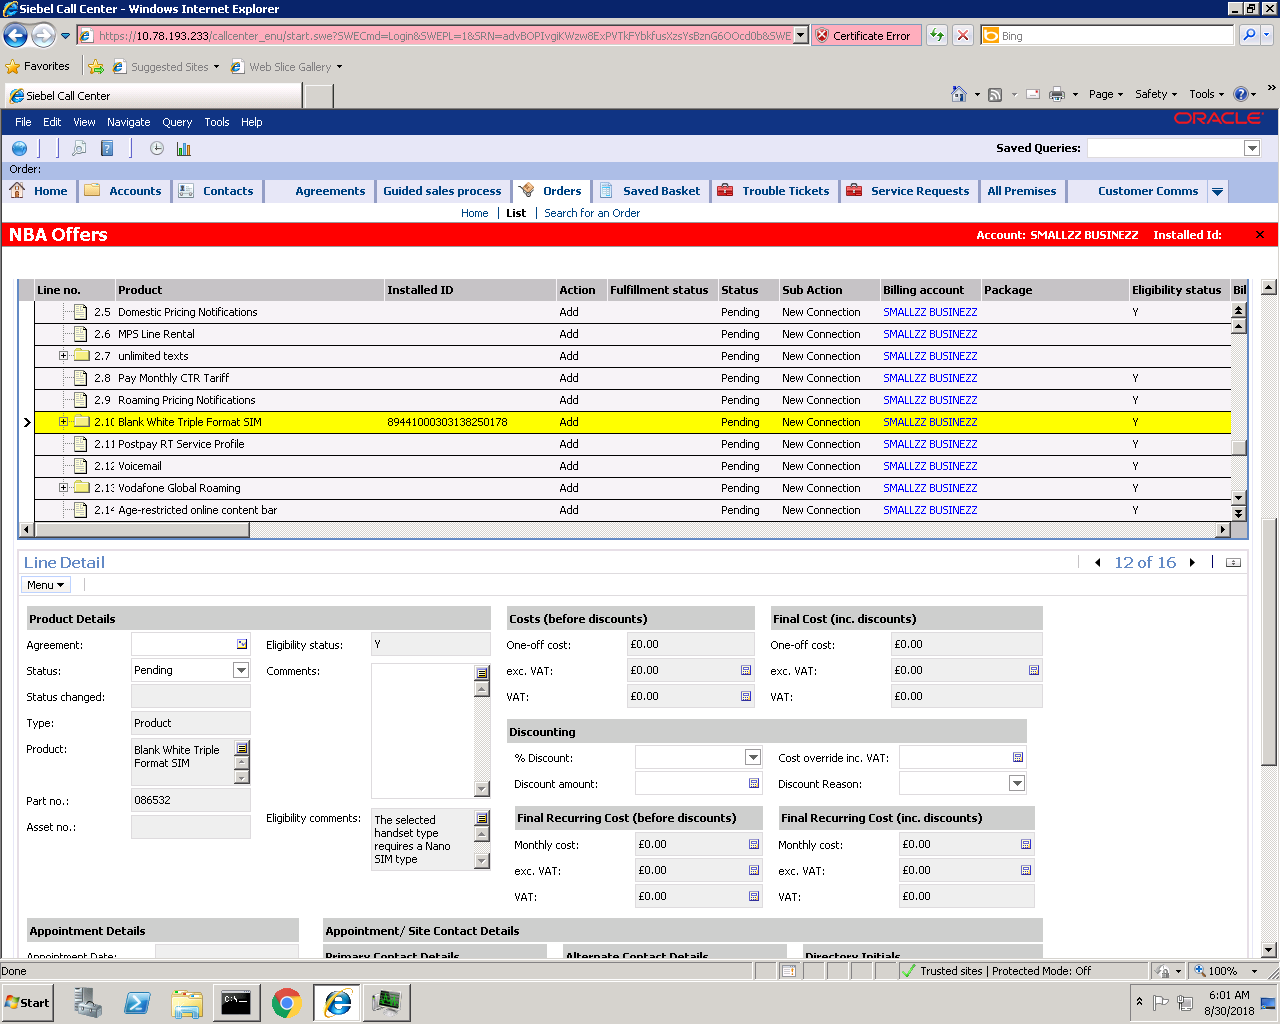 Siebel Call Center - Windows Internet Explorer
https://10.78.193.233/callcenter_enu/start.swe?SWECmd=Login&SWEPL=1&SRN=advBOPIvgiKWzw8ExPVTkFYbkfusXzsYsBznG6OOcd0b&SWE
Certificate Error
Bing
Favorites
Suggested Sites
Web Slice Gallery
Siebel Call Center
Page
Safety
Tools
File Edit View Navigate Query Tools Help
ORACLE
Saved Queries:
Order:
Home Accounts Contacts Agreements Guided sales process Orders Saved Basket Trouble Tickets Service Requests All Premises Customer Comms
Home | List | Search for an Order
NBA Offers Account: SMALLZZ BUSINEZZ Installed Id:
Line no. Product Installed ID Action Fulfillment status Status Sub Action Billing account Package Eligibility status Bil
2.5 Domestic Pricing Notifications Add Pending New Connection SMALLZZ BUSINEZZ Y
2.6 MPS Line Rental Add Pending New Connection SMALLZZ BUSINEZZ
2.7 unlimited texts Add Pending New Connection SMALLZZ BUSINEZZ
2.8 Pay Monthly CTR Tariff Add Pending New Connection SMALLZZ BUSINEZZ Y
2.9 Roaming Pricing Notifications Add Pending New Connection SMALLZZ BUSINEZZ Y
2.10 Blank White Triple Format SIM 89441000303138250178 Add Pending New Connection SMALLZZ BUSINEZZ Y
2.11 Postpay RT Service Profile Add Pending New Connection SMALLZZ BUSINEZZ Y
2.12 Voicemail Add Pending New Connection SMALLZZ BUSINEZZ Y
2.13 Vodafone Global Roaming Add Pending New Connection SMALLZZ BUSINEZZ Y
2.14 Age-restricted online content bar Add Pending New Connection SMALLZZ BUSINEZZ Y
Line Detail
12 of 16
Menu
Product Details
Agreement:
Status: Pending
Status changed:
Type: Product
Product: Blank White Triple
Format SIM
Part no.: 086532
Asset no.:
Eligibility status: Y
Comments:
Eligibility comments: The selected
handset type
requires a Nano
SIM type
Costs (before discounts)
One-off cost: £0.00
exc. VAT: £0.00
VAT: £0.00
Final Cost (inc. discounts)
One-off cost: £0.00
exc. VAT: £0.00
VAT: £0.00
Discounting
% Discount:
Cost override inc. VAT:
Discount amount:
Discount Reason:
Final Recurring Cost (before discounts)
Monthly cost: £0.00
exc. VAT: £0.00
VAT: £0.00
Final Recurring Cost (inc. discounts)
Monthly cost: £0.00
exc. VAT: £0.00
VAT: £0.00
Appointment Details
Appointment/ Site Contact Details
Appointment Date:
Primary Contact Details
Alternate Contact Details
Directory Initials
Done
Trusted sites | Protected Mode: Off
100%
Start
6:01 AM
8/30/2018